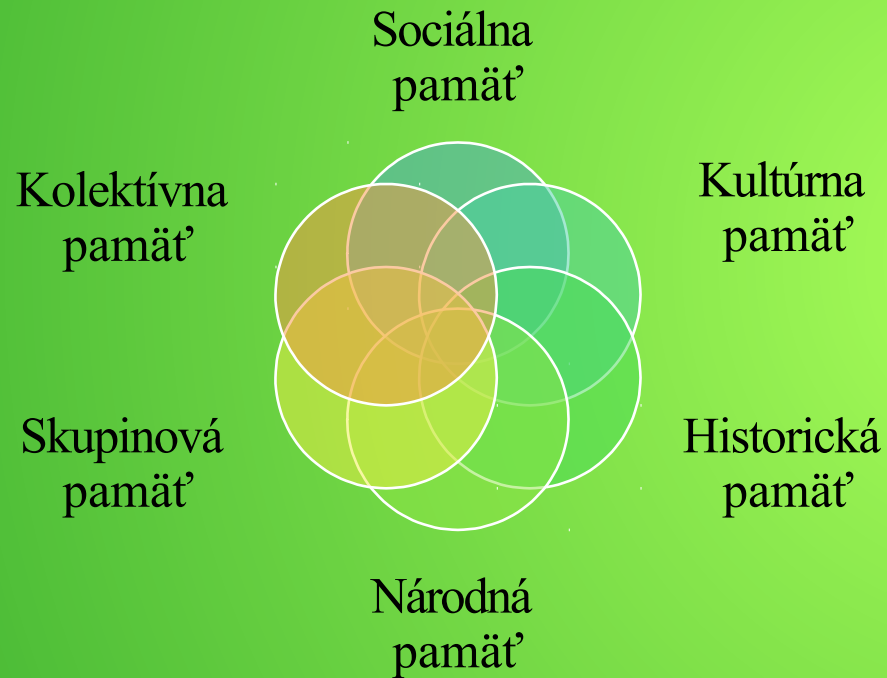 Sociálna
pamäť
Kultúrna
pamäť
Historická
pamäť
Národná
pamäť
Skupinová
pamäť
Kolektívna
pamäť